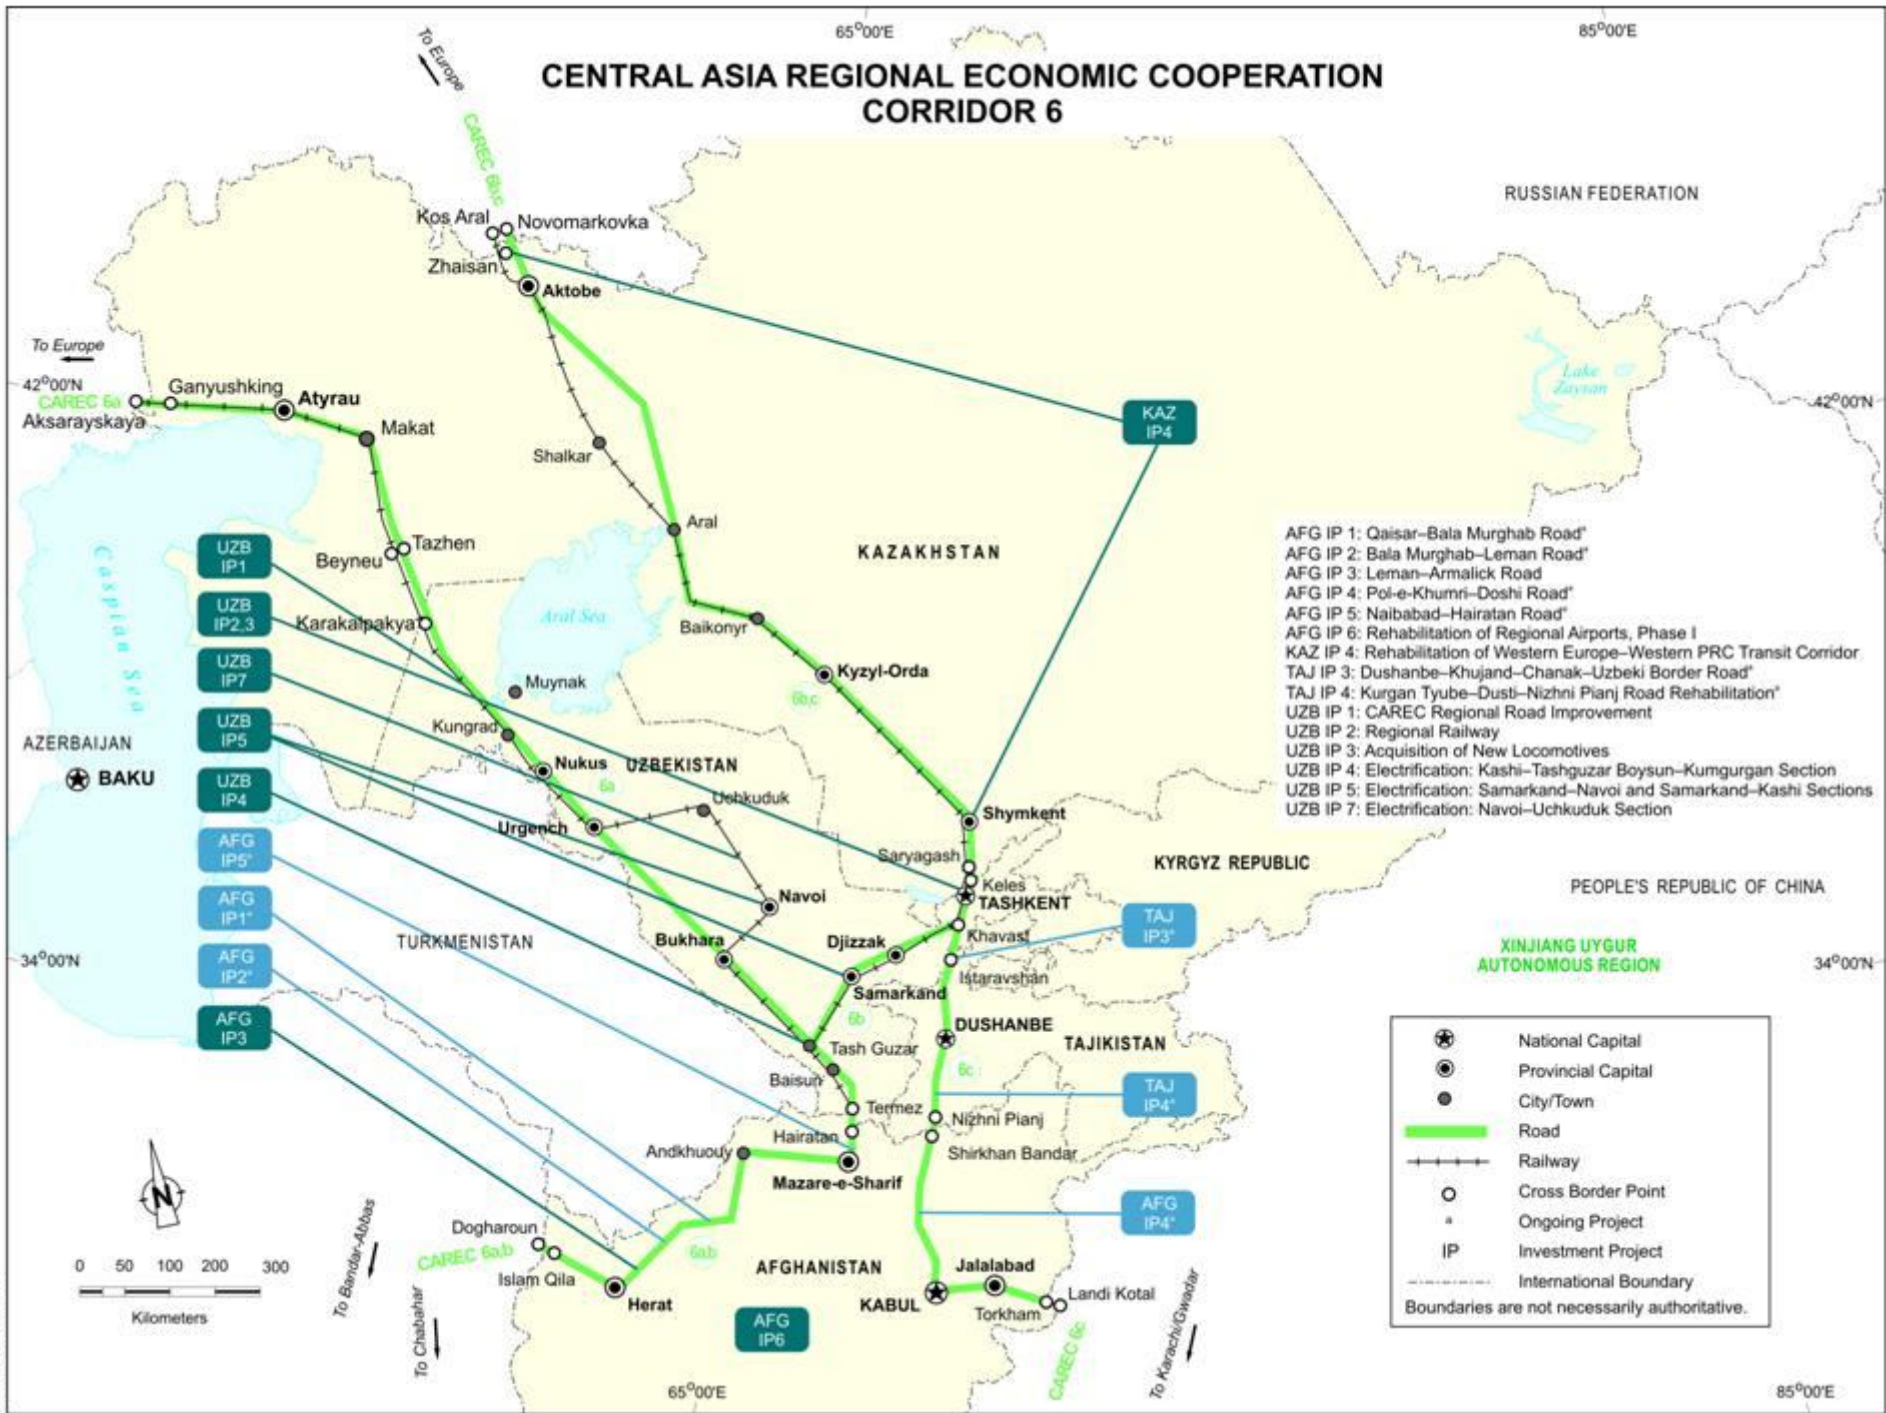 65°00'E
85°00'E
To Europe
CENTRAL ASIA REGIONAL ECONOMIC COOPERATION
CORRIDOR 6
CAREC 6b,c
RUSSIAN FEDERATION
Kos Aral
Novomarkovka
Zhaisan
Aktobe
To Europe
42°00'N
CAREC 6a
Ganyushking
Atyrau
Aksarayskaya
Makat
Lake
Zaysan
42°00'N
KAZ
IP4
Shalkar
Aral
Caspian Sea
UZB
IP1
Tazhen
Beyneu
KAZAKHSTAN
UZB
IP2,3
Karakalpakya
Aral Sea
Baikonyr
AFG IP 1: Qaisar–Bala Murghab Roadª
AFG IP 2: Bala Murghab–Leman Roadª
AFG IP 3: Leman–Armalick Road
AFG IP 4: Pol-e-Khumri–Doshi Roadª
AFG IP 5: Naibabad–Hairatan Roadª
AFG IP 6: Rehabilitation of Regional Airports, Phase I
KAZ IP 4: Rehabilitation of Western Europe–Western PRC Transit Corridor
TAJ IP 3: Dushanbe–Khujand–Chanak–Uzbeki Border Roadª
TAJ IP 4: Kurgan Tyube–Dusti–Nizhni Pianj Road Rehabilitationª
UZB IP 1: CAREC Regional Road Improvement
UZB IP 2: Regional Railway
UZB IP 3: Acquisition of New Locomotives
UZB IP 4: Electrification: Kashi–Tashguzar Boysun–Kumgurgan Section
UZB IP 5: Electrification: Samarkand–Navoi and Samarkand–Kashi Sections
UZB IP 7: Electrification: Navoi–Uchkuduk Section
UZB
IP7
Muynak
Kyzyl-Orda
6b,c
AZERBAIJAN
BAKU
UZB
IP5
Kungrad
Nukus
UZBEKISTAN
6a
UZB
IP4
Uchkuduk
Urgench
Shymkent
AFG
IP5ª
Saryagash
KYRGYZ REPUBLIC
Keles
TASHKENT
PEOPLE'S REPUBLIC OF CHINA
AFG
IP1ª
Navoi
TAJ
IP3ª
Khavast
TURKMENISTAN
Bukhara
Djizzak
34°00'N
AFG
IP2ª
Istaravshan
XINJIANG UYGUR
AUTONOMOUS REGION
34°00'N
Samarkand
AFG
IP3
6b
DUSHANBE
TAJIKISTAN
Tash Guzar
6c
Baisun
TAJ
IP4ª
Termez
Nizhni Pianj
Hairatan
Shirkhan Bandar
Andkhuouy
Mazare-e-Sharif
AFG
IP4ª
N
To Bandar-Abbas
Dogharoun
CAREC 6a,b
6a,b
Islam Qila
Herat
AFGHANISTAN
Jalalabad
KABUL
Landi Kotal
Torkham
0 50 100 200 300
Kilometers
To Chabahar
AFG
IP6
CAREC 6c
To Karachi/Gwadar
National Capital
Provincial Capital
City/Town
Road
Railway
Cross Border Point
a Ongoing Project
IP Investment Project
International Boundary
Boundaries are not necessarily authoritative.
65°00'E
85°00'E